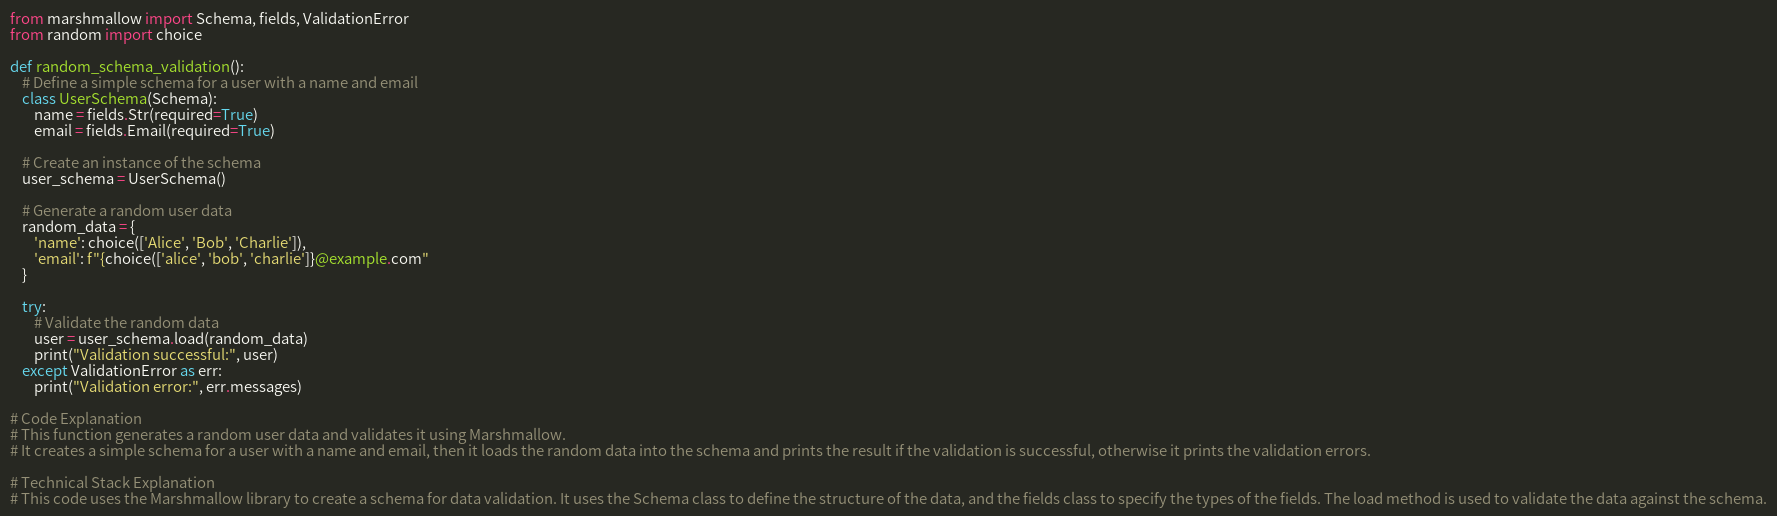 from marshmallow import Schema, fields, ValidationError
from random import choice

def random_schema_validation():
    # Define a simple schema for a user with a name and email
    class UserSchema(Schema):
        name = fields.Str(required=True)
        email = fields.Email(required=True)

    # Create an instance of the schema
    user_schema = UserSchema()

    # Generate a random user data
    random_data = {
        'name': choice(['Alice', 'Bob', 'Charlie']),
        'email': f"{choice(['alice', 'bob', 'charlie']}@example.com"
    }

    try:
        # Validate the random data
        user = user_schema.load(random_data)
        print("Validation successful:", user)
    except ValidationError as err:
        print("Validation error:", err.messages)

# Code Explanation
# This function generates a random user data and validates it using Marshmallow.
# It creates a simple schema for a user with a name and email, then it loads the random data into the schema and prints the result if the validation is successful, otherwise it prints the validation errors.

# Technical Stack Explanation
# This code uses the Marshmallow library to create a schema for data validation. It uses the Schema class to define the structure of the data, and the fields class to specify the types of the fields. The load method is used to validate the data against the schema.